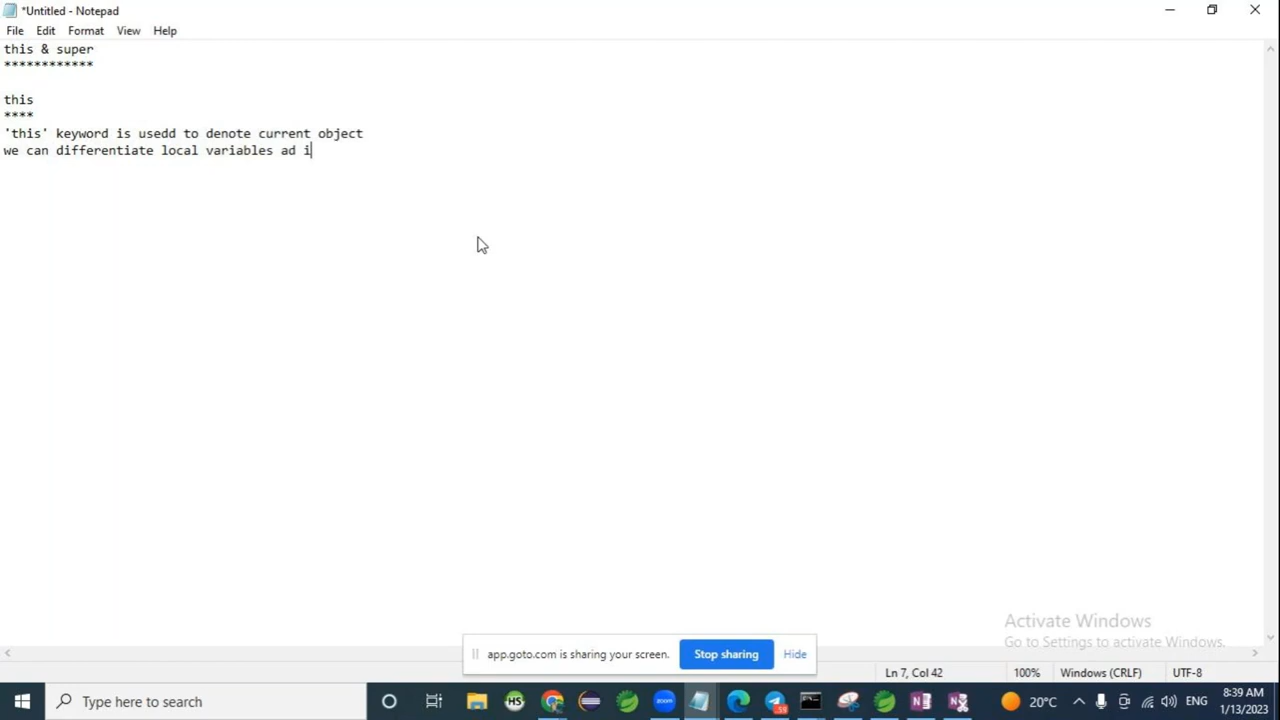 *Untitled - Notepad
File Edit Format View Help
this & super
************
this
****
'this' keyword is usedd to denote current object
we can differentiate local variables ad i
Activate Windows
Go to Settings to activate Windows.
app.goto.com is sharing your screen. Stop sharing Hide
Ln 7, Col 42 100% Windows (CRLF) UTF-8
Type here to search HS zoom 20°C ENG 8:39 AM
1/13/2023